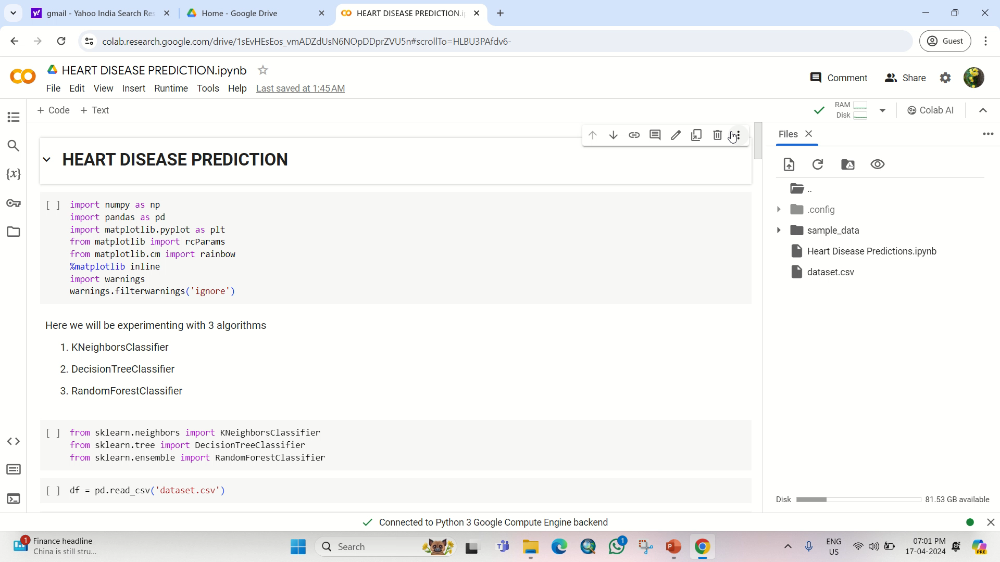 gmail - Yahoo India Search Res
Home - Google Drive
HEART DISEASE PREDICTION.i
colab.research.google.com/drive/1sEvHEsEos_vmADZdUsN6NOpDDprZVU5n#scrollTo=HLBU3PAfdv6-
Guest
HEART DISEASE PREDICTION.ipynb
Comment
Share
File Edit View Insert Runtime Tools Help Last saved at 1:45 AM
+ Code + Text
RAM
Disk
Colab AI
Files
HEART DISEASE PREDICTION
..
.config
sample_data
Heart Disease Predictions.ipynb
dataset.csv
[ ] import numpy as np
import pandas as pd
import matplotlib.pyplot as plt
from matplotlib import rcParams
from matplotlib.cm import rainbow
%matplotlib inline
import warnings
warnings.filterwarnings('ignore')
Here we will be experimenting with 3 algorithms
1. KNeighborsClassifier
2. DecisionTreeClassifier
3. RandomForestClassifier
[ ] from sklearn.neighbors import KNeighborsClassifier
from sklearn.tree import DecisionTreeClassifier
from sklearn.ensemble import RandomForestClassifier
[ ] df = pd.read_csv('dataset.csv')
Disk 81.53 GB available
Connected to Python 3 Google Compute Engine backend
1
Finance headline
China is still stru...
Search
1
ENG
US
07:01 PM
17-04-2024
PRE